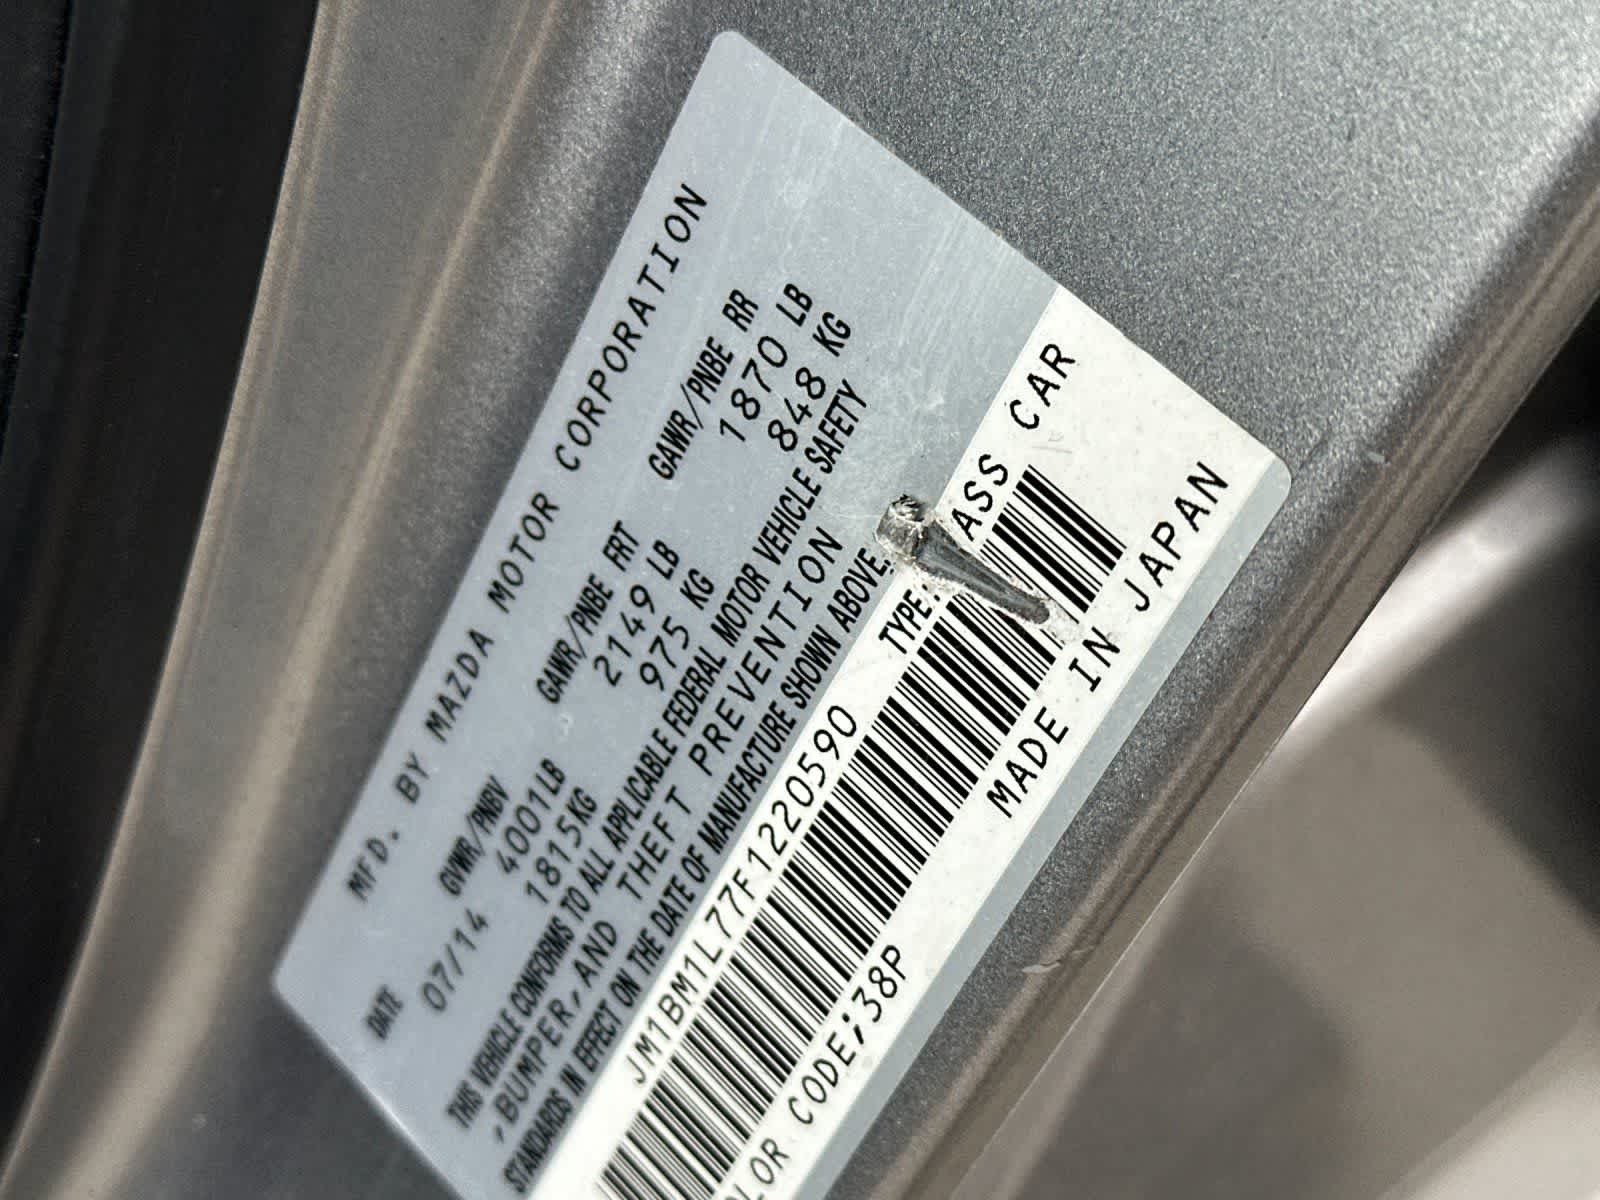 MFD. BY MAZDA MOTOR CORPORATION
DATE GVWR/PNBV GAWR/PNBE FRT GAWR/PNBE RR
07/14 4001LB 2149 LB 1870 LB
1815KG 975 KG 848 KG
THIS VEHICLE CONFORMS TO ALL APPLICABLE FEDERAL MOTOR VEHICLE SAFETY
,BUMPER,AND THEFT PREVENTION
STANDARDS IN EFFECT ON THE DATE OF MANUFACTURE SHOWN ABOVE.
JM1BM1L77F1220590 TYPE: ASS CAR
OLOR CODE;38P MADE IN JAPAN